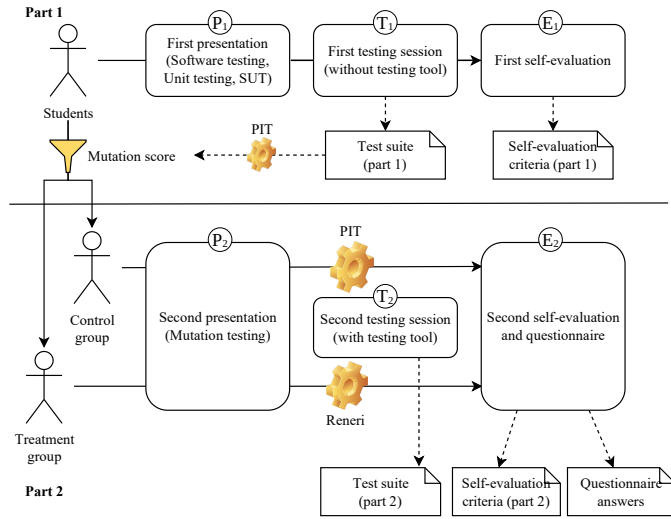 Part 1
P1
T1
E1
First presentation
(Software testing,
Unit testing, SUT)
First testing session
(without testing tool)
First self-evaluation
Students
PIT
Mutation score
Test suite
(part 1)
Self-evaluation
criteria (part 1)
P2
PIT
E2
Control
group
Second presentation
(Mutation testing)
T2
Second testing session
(with testing tool)
Second self-evaluation
and questionnaire
Reneri
Treatment
group
Part 2
Test suite
(part 2)
Self-evaluation
criteria (part 2)
Questionnaire
answers